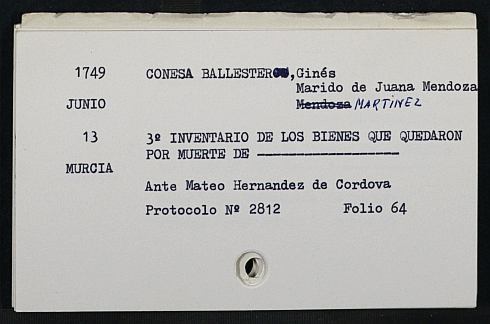 1749 CONESA BALLESTER, Ginés
Marido de Juana Mendoza
JUNIO Mendoza MARTINEZ
13 3º INVENTARIO DE LOS BIENES QUE QUEDARON
POR MUERTE DE ————————
MURCIA
Ante Mateo Hernandez de Cordova
Protocolo Nº 2812 Folio 64